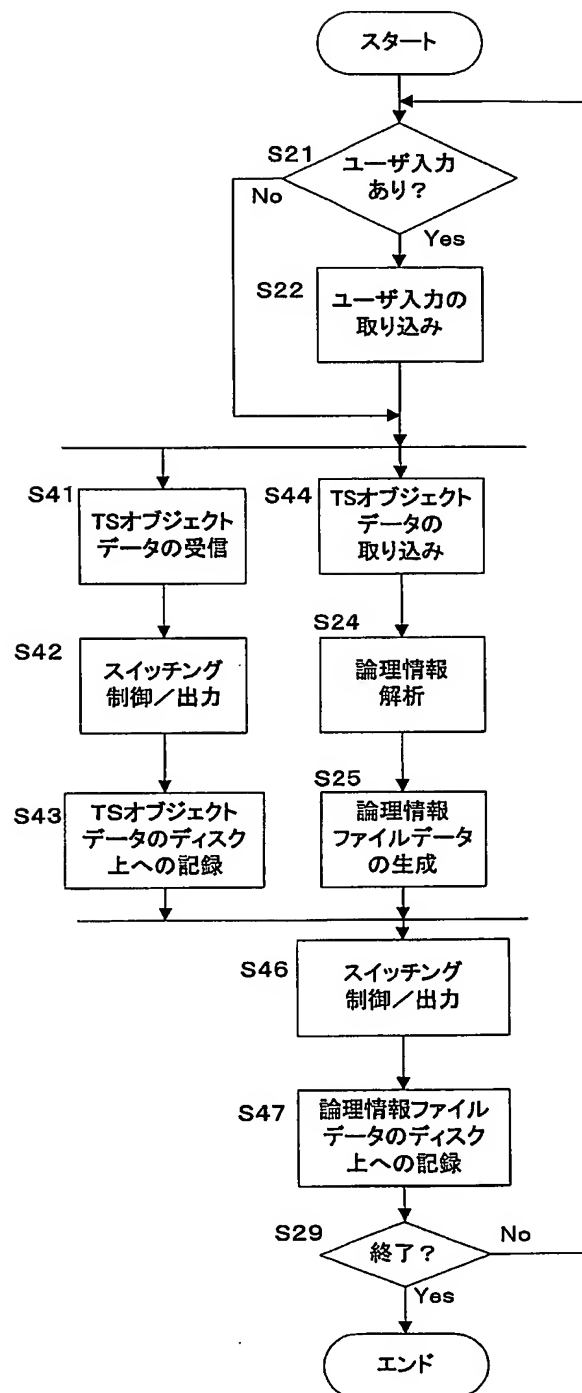 スタート
S21
ユーザ入力
あり?
No
Yes
S22
ユーザ入力の
取り込み
S41
TSオブジェクト
データの受信
S44
TSオブジェクト
データの
取り込み
S42
スイッチング
制御/出力
S24
論理情報
解析
S43
TSオブジェクト
データのディスク
上への記録
S25
論理情報
ファイルデータ
の生成
S46
スイッチング
制御/出力
S47
論理情報ファイル
データのディスク
上への記録
S29
終了?
No
Yes
エンド